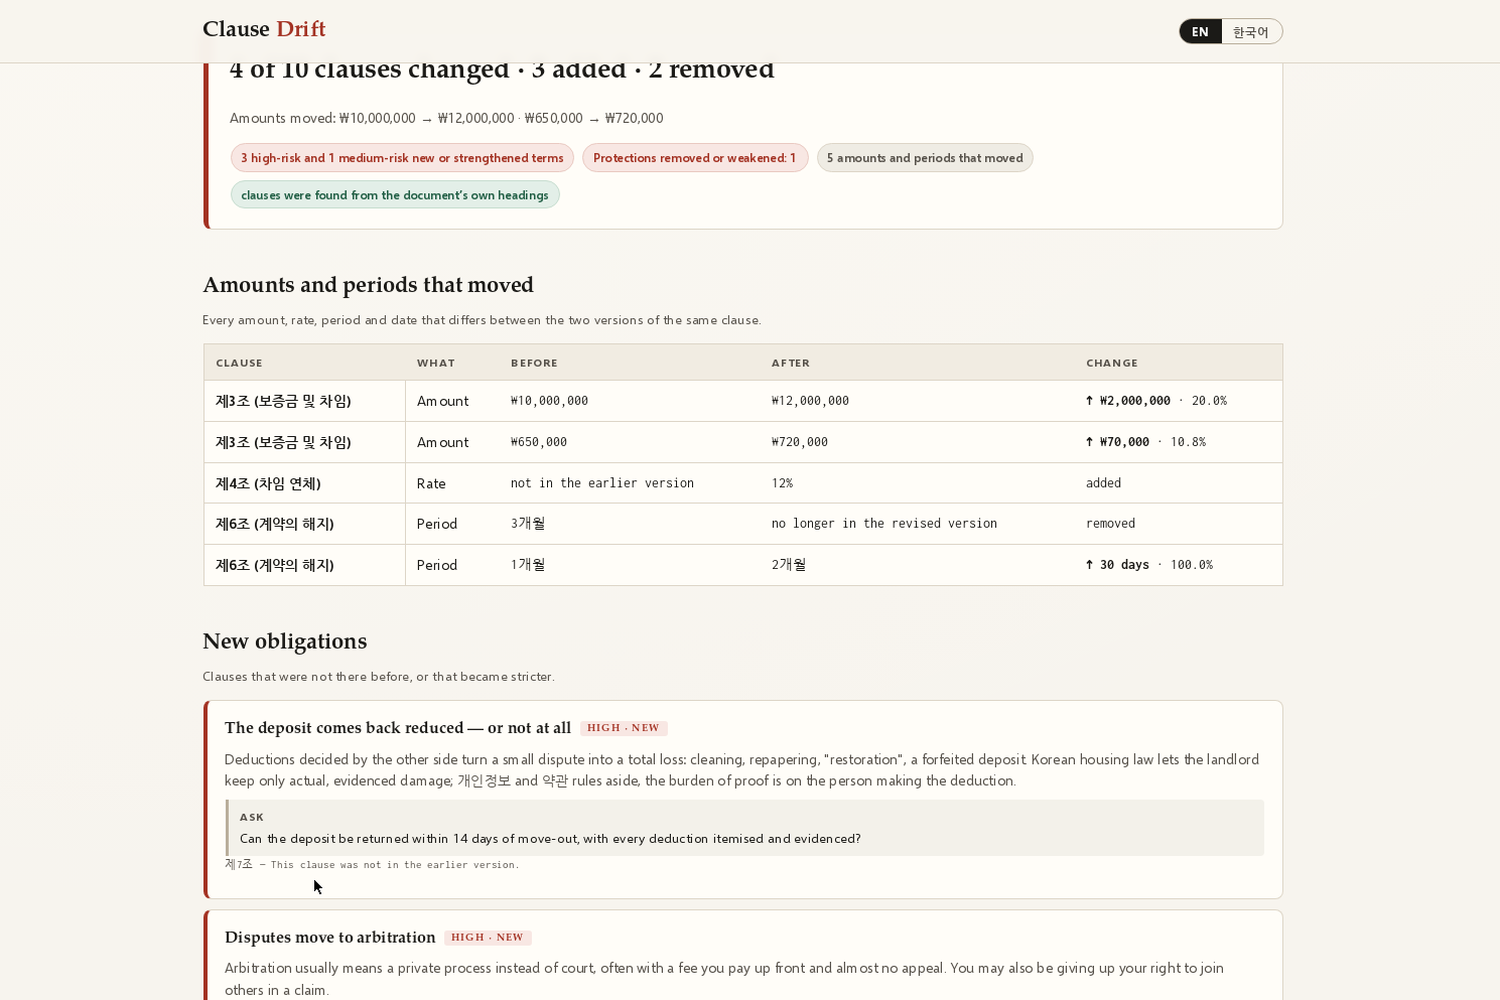 Clause Drift
EN 한국어
4 of 10 clauses changed · 3 added · 2 removed
Amounts moved: ₩10,000,000 → ₩12,000,000 · ₩650,000 → ₩720,000
3 high-risk and 1 medium-risk new or strengthened terms
Protections removed or weakened: 1
5 amounts and periods that moved
clauses were found from the document's own headings
Amounts and periods that moved
Every amount, rate, period and date that differs between the two versions of the same clause.
CLAUSE WHAT BEFORE AFTER CHANGE
제3조 (보증금 및 차임) Amount ₩10,000,000 ₩12,000,000 ↑ ₩2,000,000 · 20.0%
제3조 (보증금 및 차임) Amount ₩650,000 ₩720,000 ↑ ₩70,000 · 10.8%
제4조 (차임 연체) Rate not in the earlier version 12% added
제6조 (계약의 해지) Period 3개월 no longer in the revised version removed
제6조 (계약의 해지) Period 1개월 2개월 ↑ 30 days · 100.0%
New obligations
Clauses that were not there before, or that became stricter.
The deposit comes back reduced — or not at all HIGH · NEW
Deductions decided by the other side turn a small dispute into a total loss: cleaning, repapering, "restoration", a forfeited deposit. Korean housing law lets the landlord
keep only actual, evidenced damage; 개인정보 and 약관 rules aside, the burden of proof is on the person making the deduction.
ASK
Can the deposit be returned within 14 days of move-out, with every deduction itemised and evidenced?
제7조 — This clause was not in the earlier version.
Disputes move to arbitration HIGH · NEW
Arbitration usually means a private process instead of court, often with a fee you pay up front and almost no appeal. You may also be giving up your right to join
others in a claim.